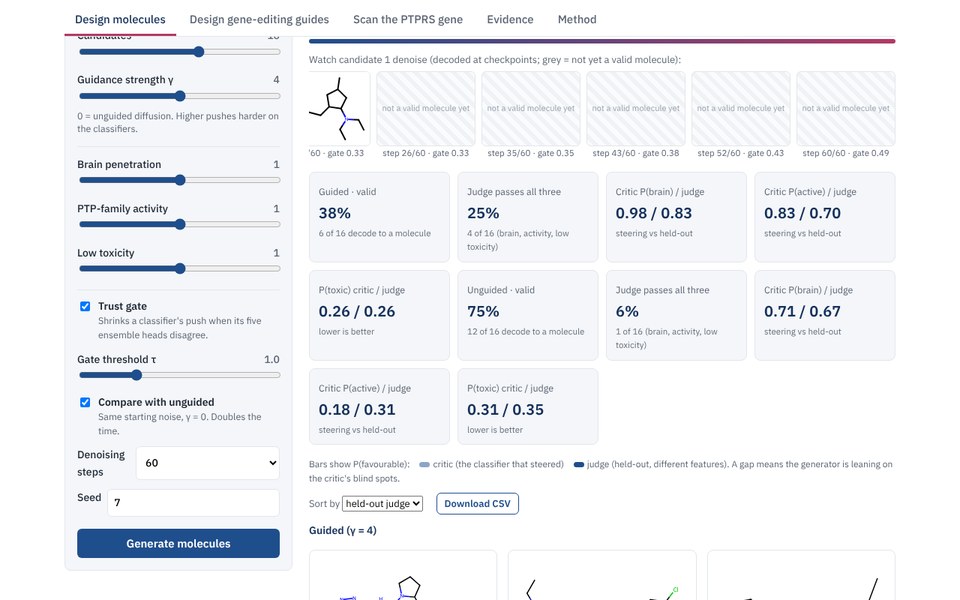 Design molecules
Design gene-editing guides
Scan the PTPRS gene
Evidence
Method
Candidates 16
Guidance strength γ 4
0 = unguided diffusion. Higher pushes harder on
the classifiers.
Brain penetration 1
PTP-family activity 1
Low toxicity 1
Trust gate
Shrinks a classifier's push when its five
ensemble heads disagree.
Gate threshold τ 1.0
Compare with unguided
Same starting noise, γ = 0. Doubles the
time.
Denoising
steps
60
Seed
7
Generate molecules
Watch candidate 1 denoise (decoded at checkpoints; grey = not yet a valid molecule):
not a valid molecule yet
not a valid molecule yet
not a valid molecule yet
not a valid molecule yet
not a valid molecule yet
/60 · gate 0.33
step 26/60 · gate 0.33
step 35/60 · gate 0.35
step 43/60 · gate 0.38
step 52/60 · gate 0.43
step 60/60 · gate 0.49
Guided · valid
38%
6 of 16 decode to a molecule
Judge passes all three
25%
4 of 16 (brain, activity, low
toxicity)
Critic P(brain) / judge
0.98 / 0.83
steering vs held-out
Critic P(active) / judge
0.83 / 0.70
steering vs held-out
P(toxic) critic / judge
0.26 / 0.26
lower is better
Unguided · valid
75%
12 of 16 decode to a molecule
Judge passes all three
6%
1 of 16 (brain, activity, low
toxicity)
Critic P(brain) / judge
0.71 / 0.67
steering vs held-out
Critic P(active) / judge
0.18 / 0.31
steering vs held-out
P(toxic) critic / judge
0.31 / 0.35
lower is better
Bars show P(favourable): critic (the classifier that steered) judge (held-out, different features). A gap means the generator is leaning on
the critic's blind spots.
Sort by held-out judge Download CSV
Guided (γ = 4)
Cl